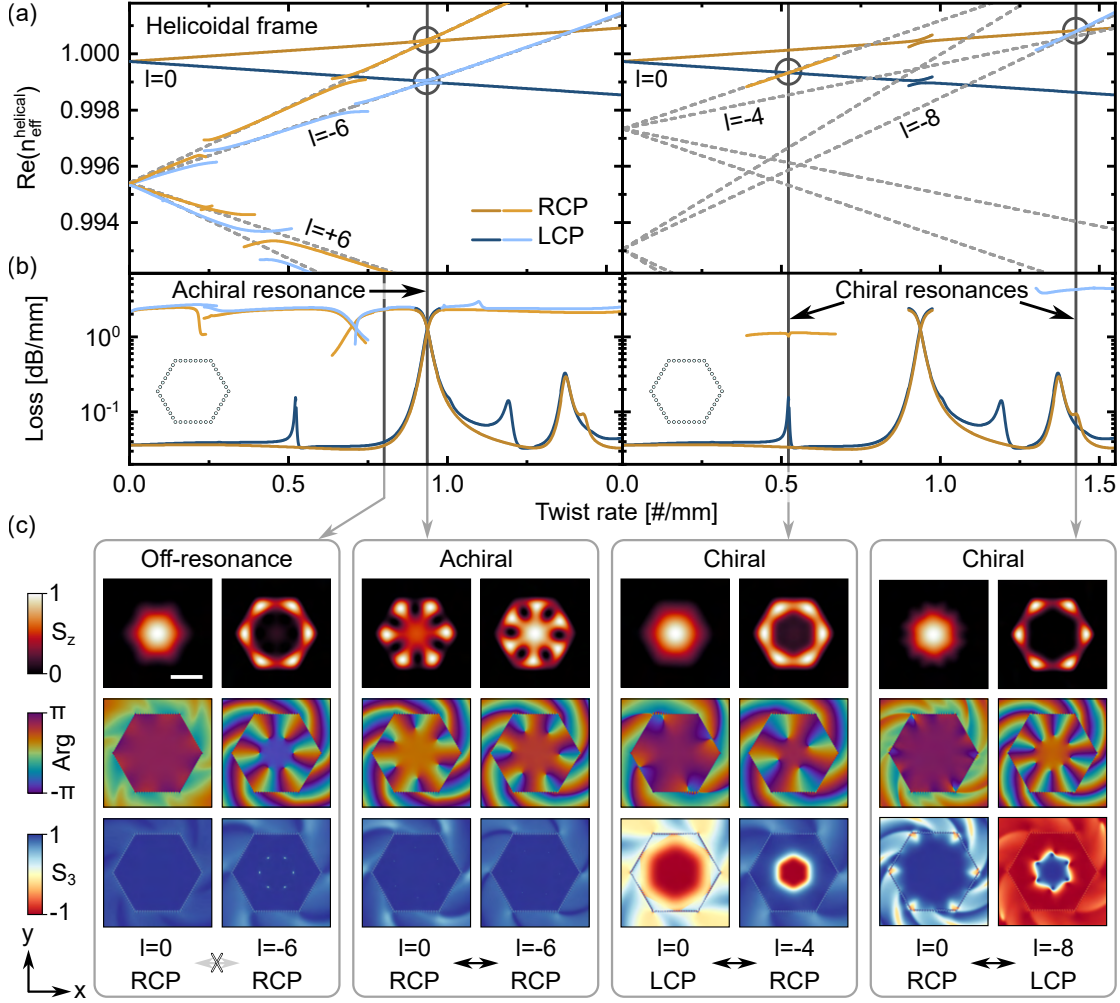 (a)
Helicoidal frame
1.000
0.998
0.996
0.994
Re(n_eff^helical)
l=0
l=-6
l=+6
RCP
LCP
l=0
l=-4
l=-8
(b)
Achiral resonance
Chiral resonances
10⁰
10⁻¹
Loss [dB/mm]
0.0
0.5
1.0
0.0
0.5
1.0
1.5
Twist rate [#/mm]
(c)
Off-resonance
Achiral
Chiral
Chiral
1
S_z
0
π
Arg
-π
1
S₃
-1
l=0
l=-6
l=0
l=-6
l=0
l=-4
l=0
l=-8
RCP
RCP
RCP
RCP
LCP
RCP
RCP
LCP
y
x